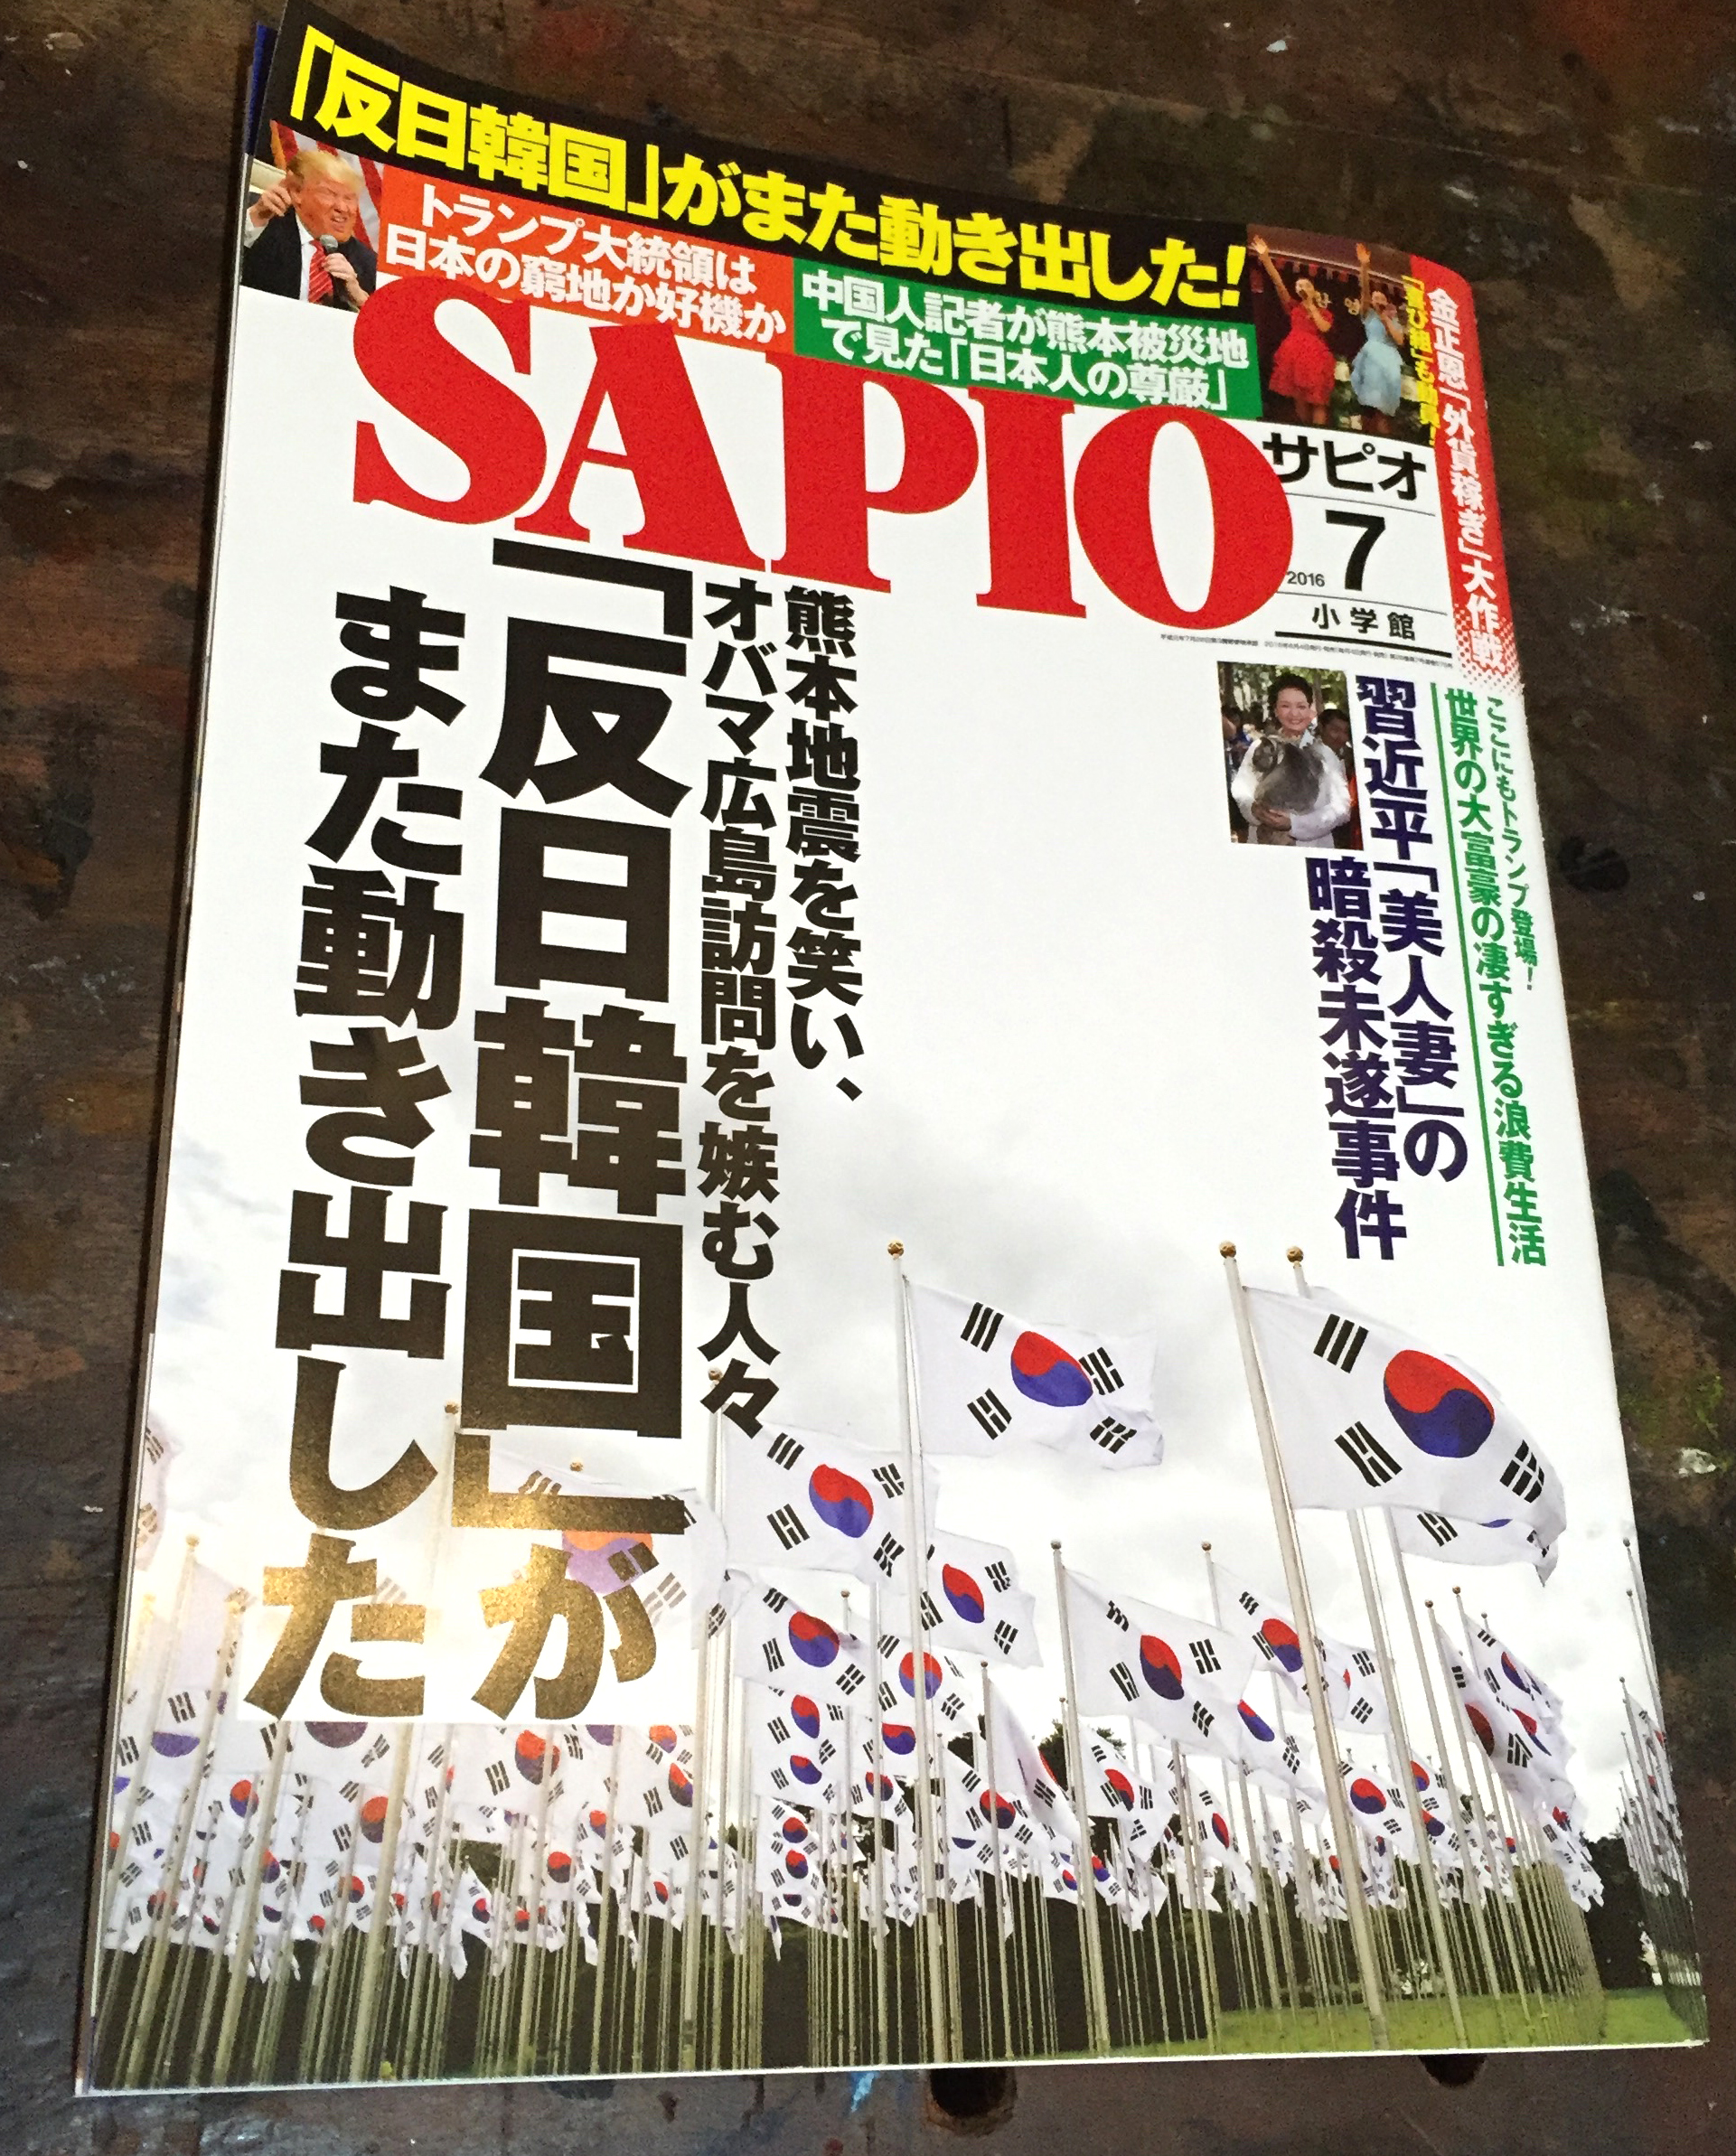 「反日韓国」がまた動き出した!
トランプ大統領は
日本の窮地か好機か
中国人記者が熊本被災地
で見た「日本人の尊厳」
金正恩「外貨稼ぎ」大作戦
「喜び組」も動員!
SAPIO
サピオ
7
2016
小学館
ここにもトランプ登場!
世界の大富豪の凄すぎる浪費生活
習近平「美人妻」の
暗殺未遂事件
熊本地震を笑い、
オバマ広島訪問を嫉む人々
「反日韓国」が
また動き出した